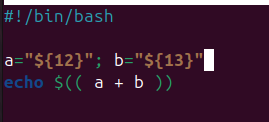 #!/bin/bash
a="${12}"; b="${13}"
echo $(( a + b ))